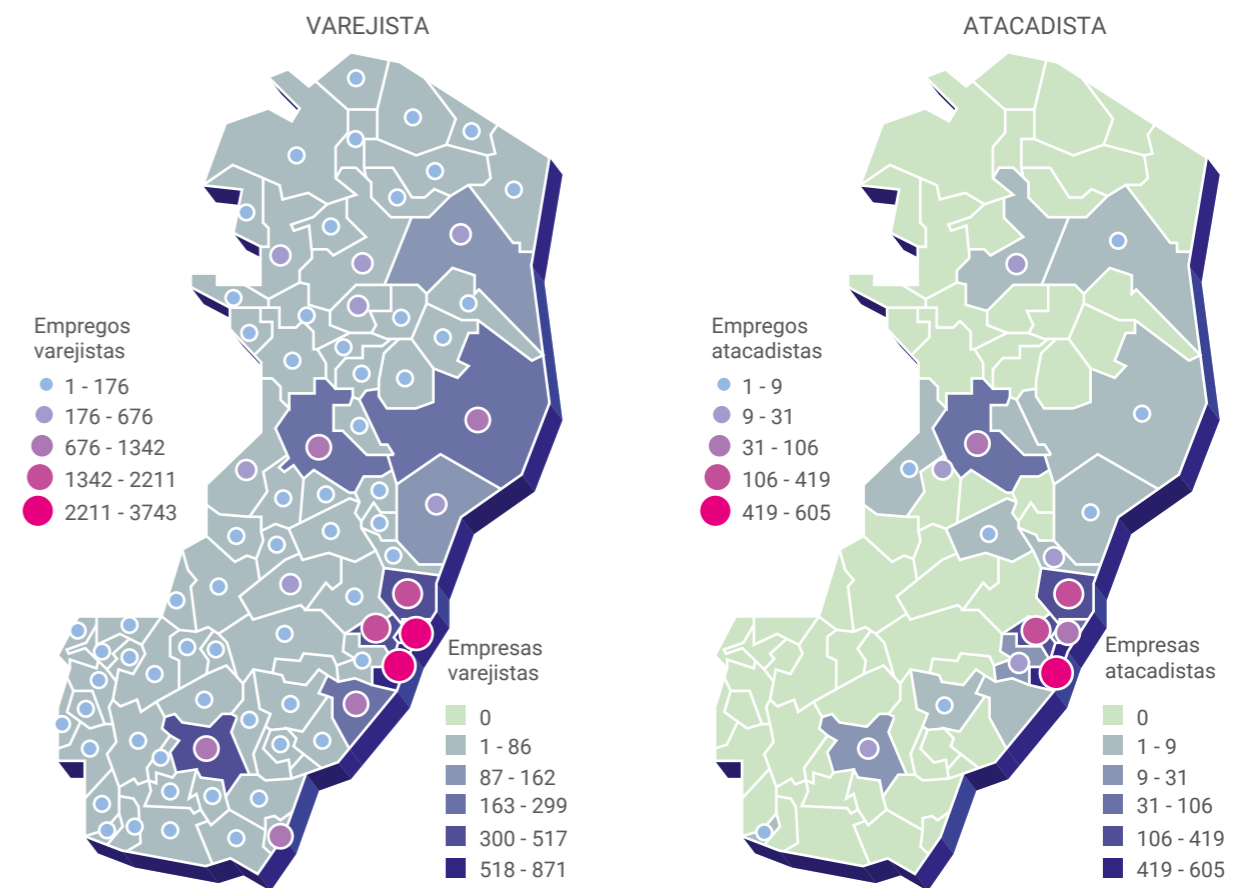 VAREJISTA
Empregos
varejistas
1 - 176
176 - 676
676 - 1342
1342 - 2211
2211 - 3743
Empresas
varejistas
0
1 - 86
87 - 162
163 - 299
300 - 517
518 - 871
ATACADISTA
Empregos
atacadistas
1 - 9
9 - 31
31 - 106
106 - 419
419 - 605
Empresas
atacadistas
0
1 - 9
9 - 31
31 - 106
106 - 419
419 - 605